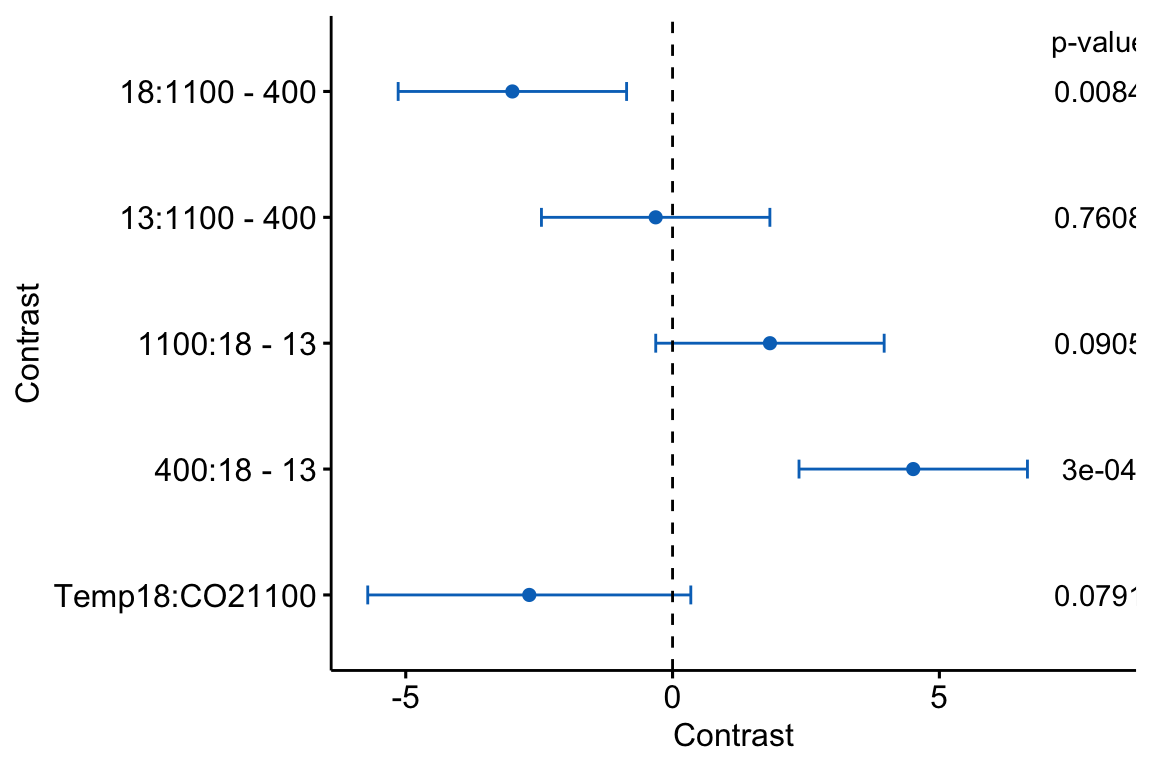 p-value
18:1100 - 400 0.0084
13:1100 - 400 0.7608
1100:18 - 13 0.0905
400:18 - 13 3e-04
Temp18:CO21100 0.0791
Contrast
-5 0 5
Contrast